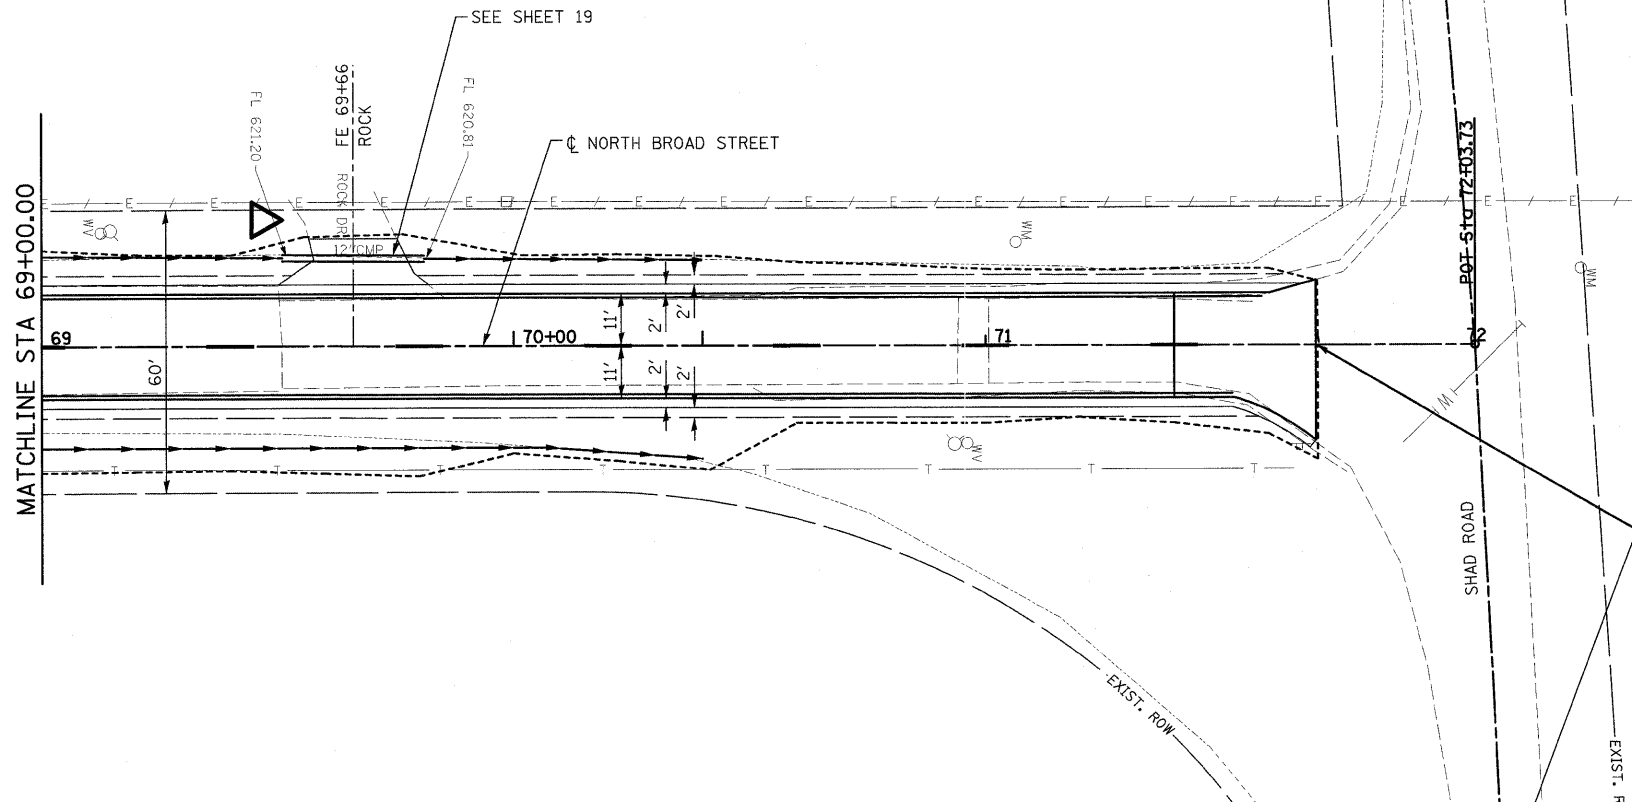 SEE SHEET 19
FL 621.20
FE 69+66
ROCK
FL 620.81
℄ NORTH BROAD STREET
POT Sta 72+03.73
MATCHLINE STA 69+00.00
E E E E E E E E E E E E E E E E E E
ROCK DR
WV
12" CMP
WM
WM
69
70+00
71
72
11'
2'
2'
60'
11'
2'
2'
W
WV
T T T T T T T T
SHAD ROAD
EXIST. ROW
EXIST.